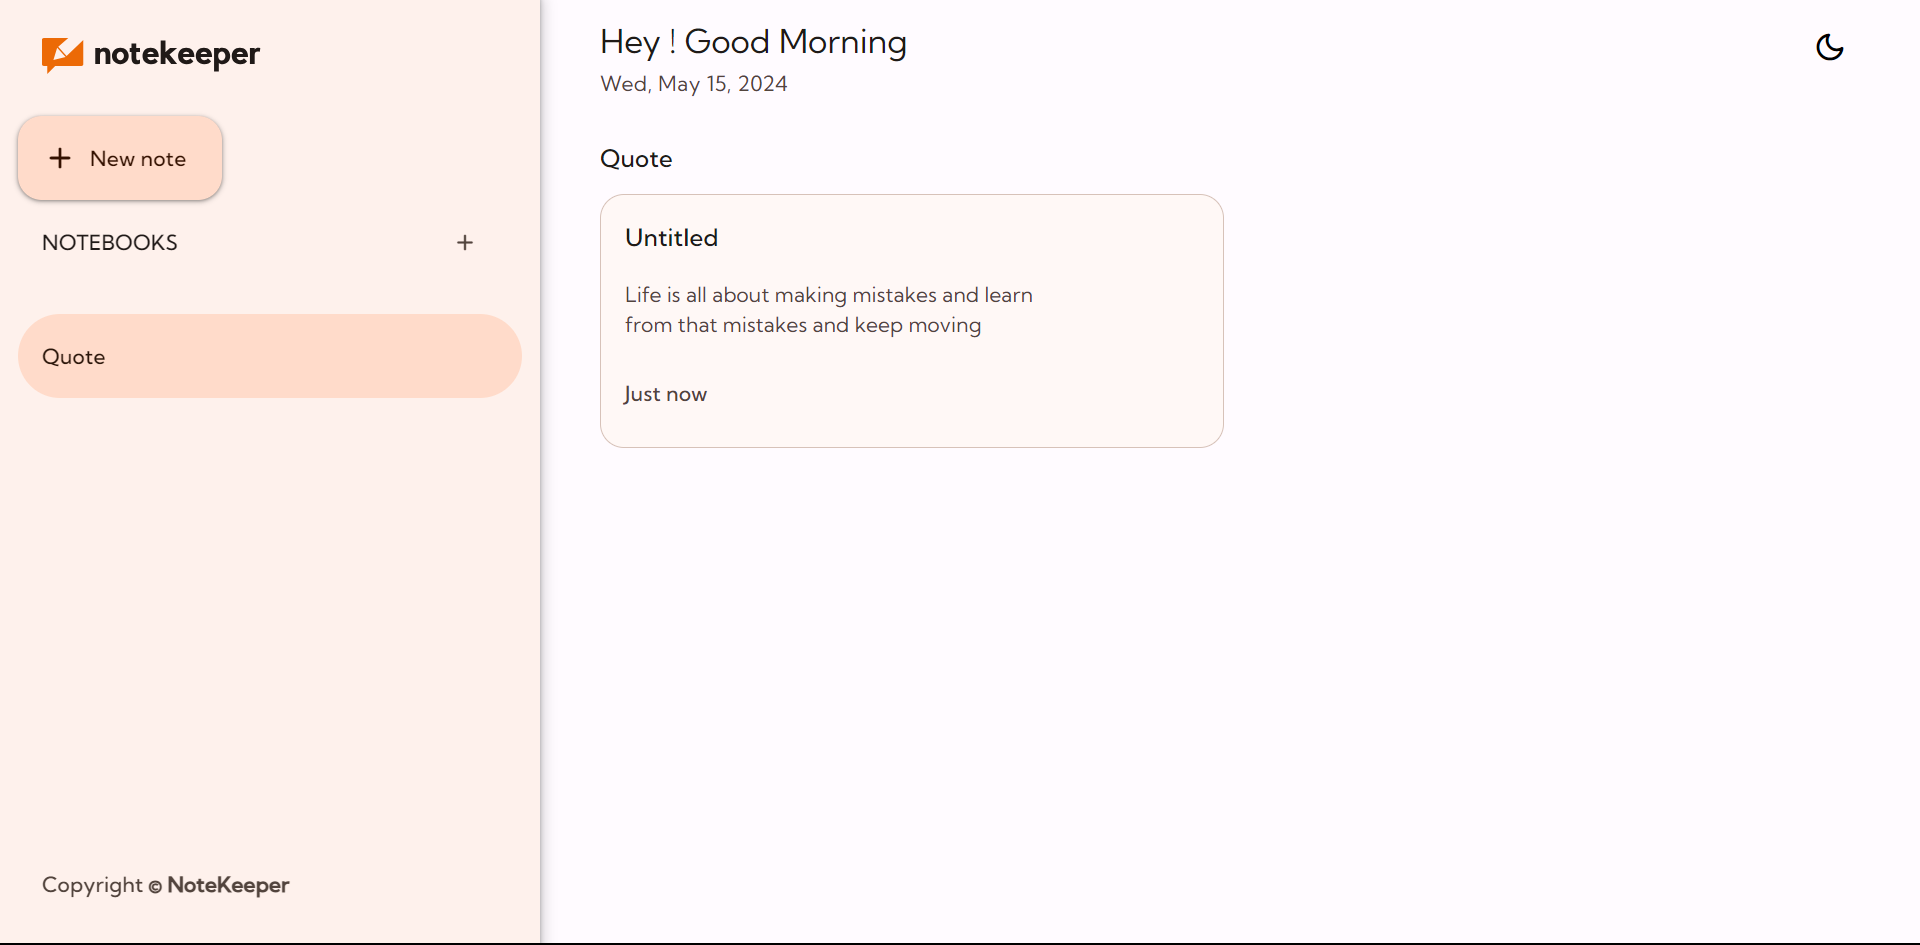 notekeeper
New note
NOTEBOOKS
Quote
Copyright © NoteKeeper
Hey ! Good Morning
Wed, May 15, 2024
Quote
Untitled
Life is all about making mistakes and learn
from that mistakes and keep moving
Just now